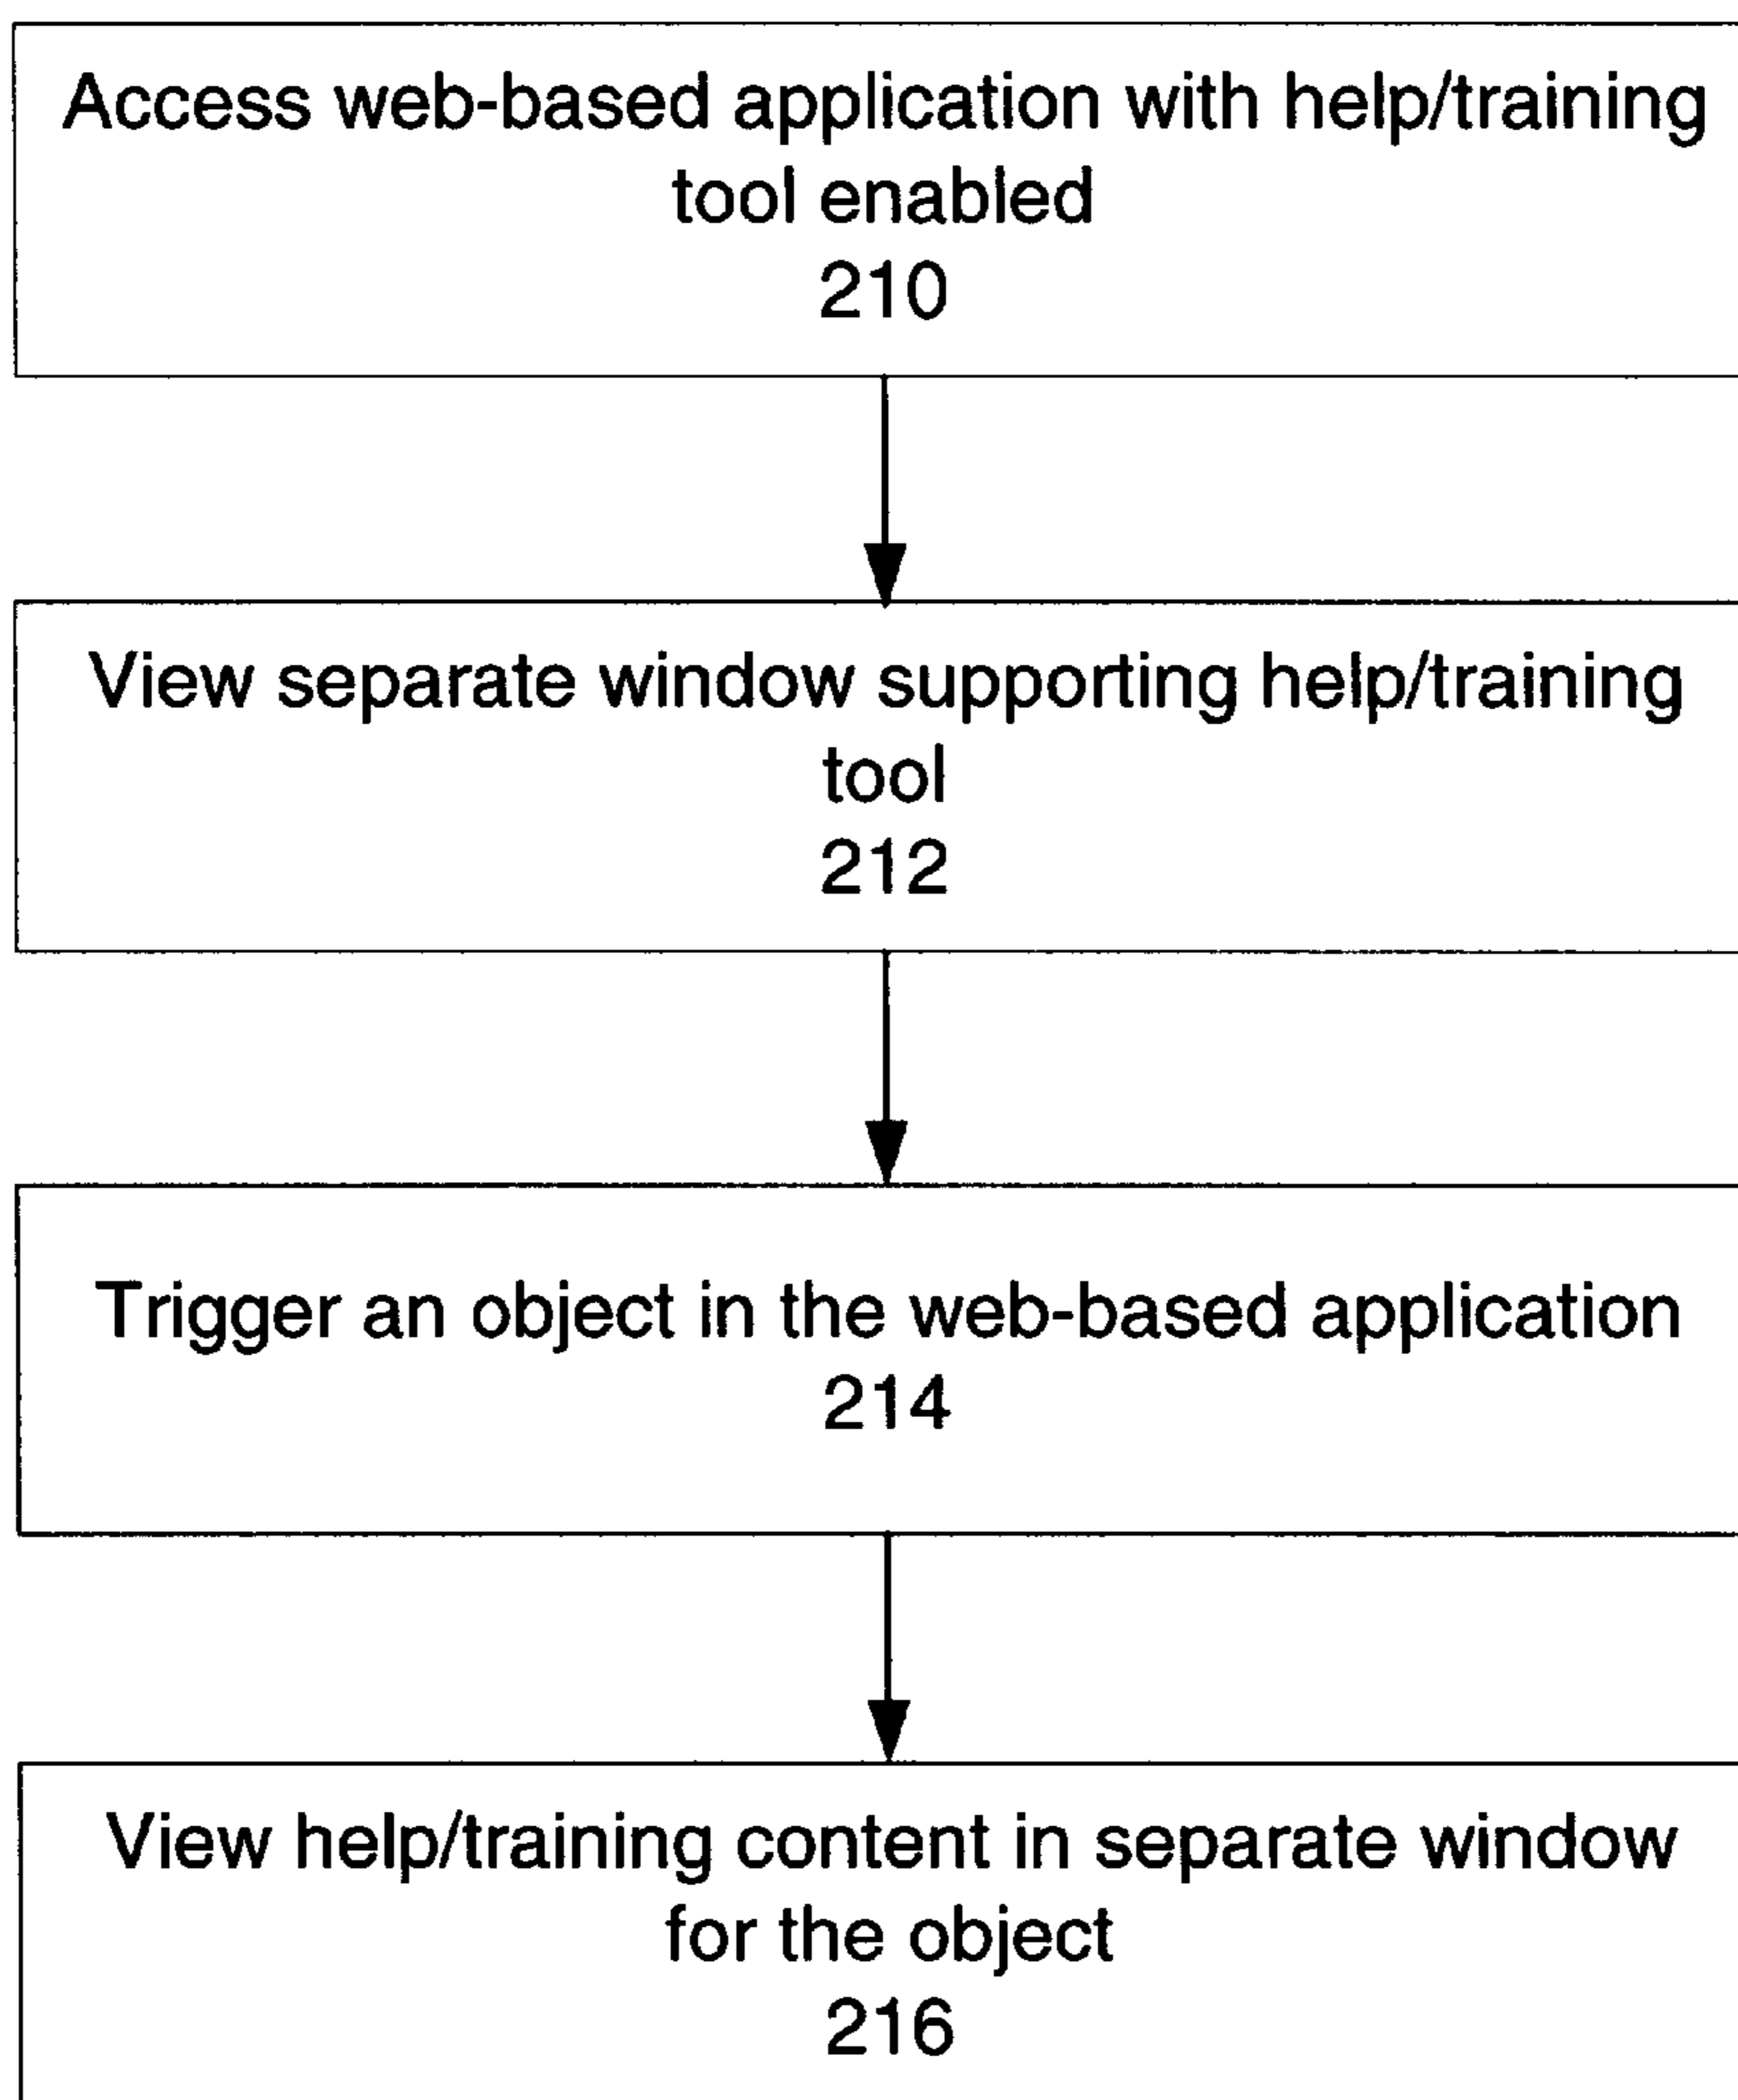 Access web-based application with help/training
tool enabled
210
View separate window supporting help/training
tool
212
Trigger an object in the web-based application
214
View help/training content in separate window
for the object
216